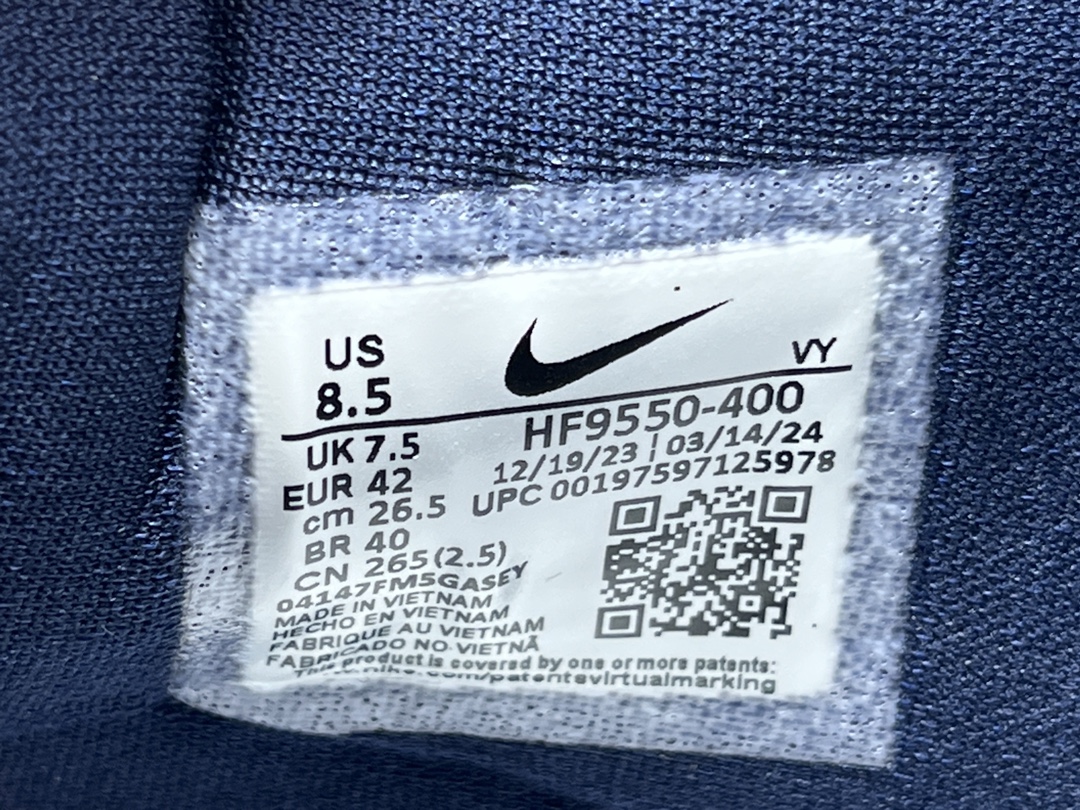 US
8.5
VY
UK 7.5
EUR 42
cm 26.5
BR 40
CN 265 (2.5)
HF9550-400
12/19/23 | 03/14/24
UPC 00197597125978
04147FM5GASEY
MADE IN VIETNAM
HECHO EN VIETNAM
FABRIQUE AU VIETNAM
FABRICADO NO VIETNÃ
product is covered by one or more patents:
.com/patentsvirtualmarking